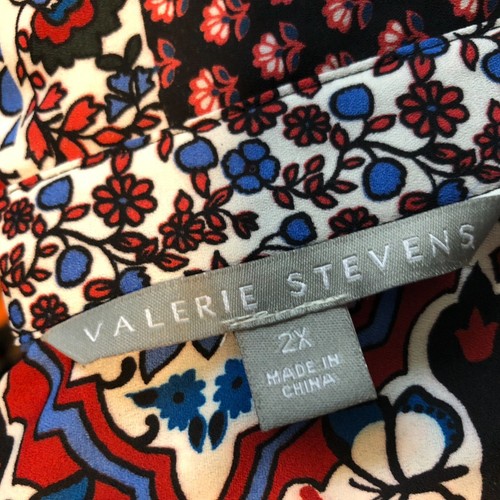 VALERIE STEVENS
2X
MADE IN
CHINA